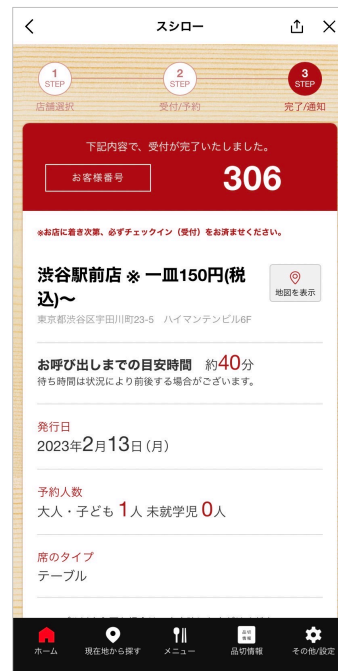 スシロー
1
STEP
2
STEP
3
STEP
店舗選択
受付/予約
完了/通知
下記内容で、受付が完了いたしました。
お客様番号
306
※お店に着き次第、必ずチェックイン（受付）をお済ませください。
渋谷駅前店 ※ 一皿150円(税
込)〜
地図を表示
東京都渋谷区宇田川町23-5 ハイマンテンビル6F
お呼び出しまでの目安時間 約40分
待ち時間は状況により前後する場合がございます。
発行日
2023年2月13日(月)
予約人数
大人・子ども 1人 未就学児 0人
席のタイプ
テーブル
品切
情報
ホーム
現在地から探す
メニュー
品切情報
その他/設定